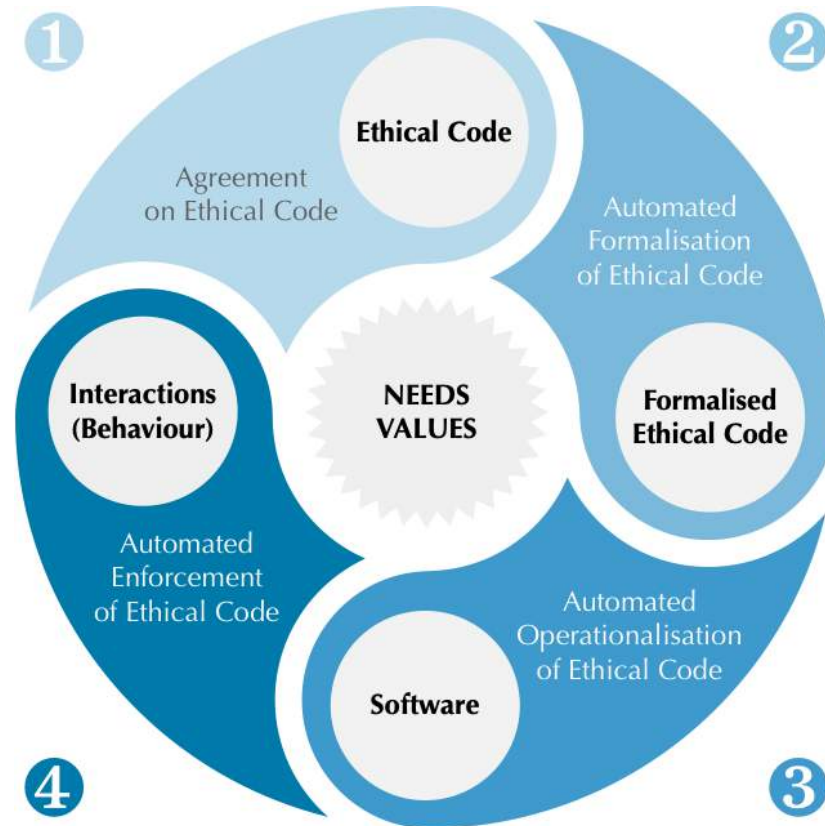 1
Ethical Code
Agreement
on Ethical Code
2
Automated
Formalisation
of Ethical Code
Formalised
Ethical Code
NEEDS
VALUES
3
Automated
Operationalisation
of Ethical Code
Software
4
Automated
Enforcement
of Ethical Code
Interactions
(Behaviour)